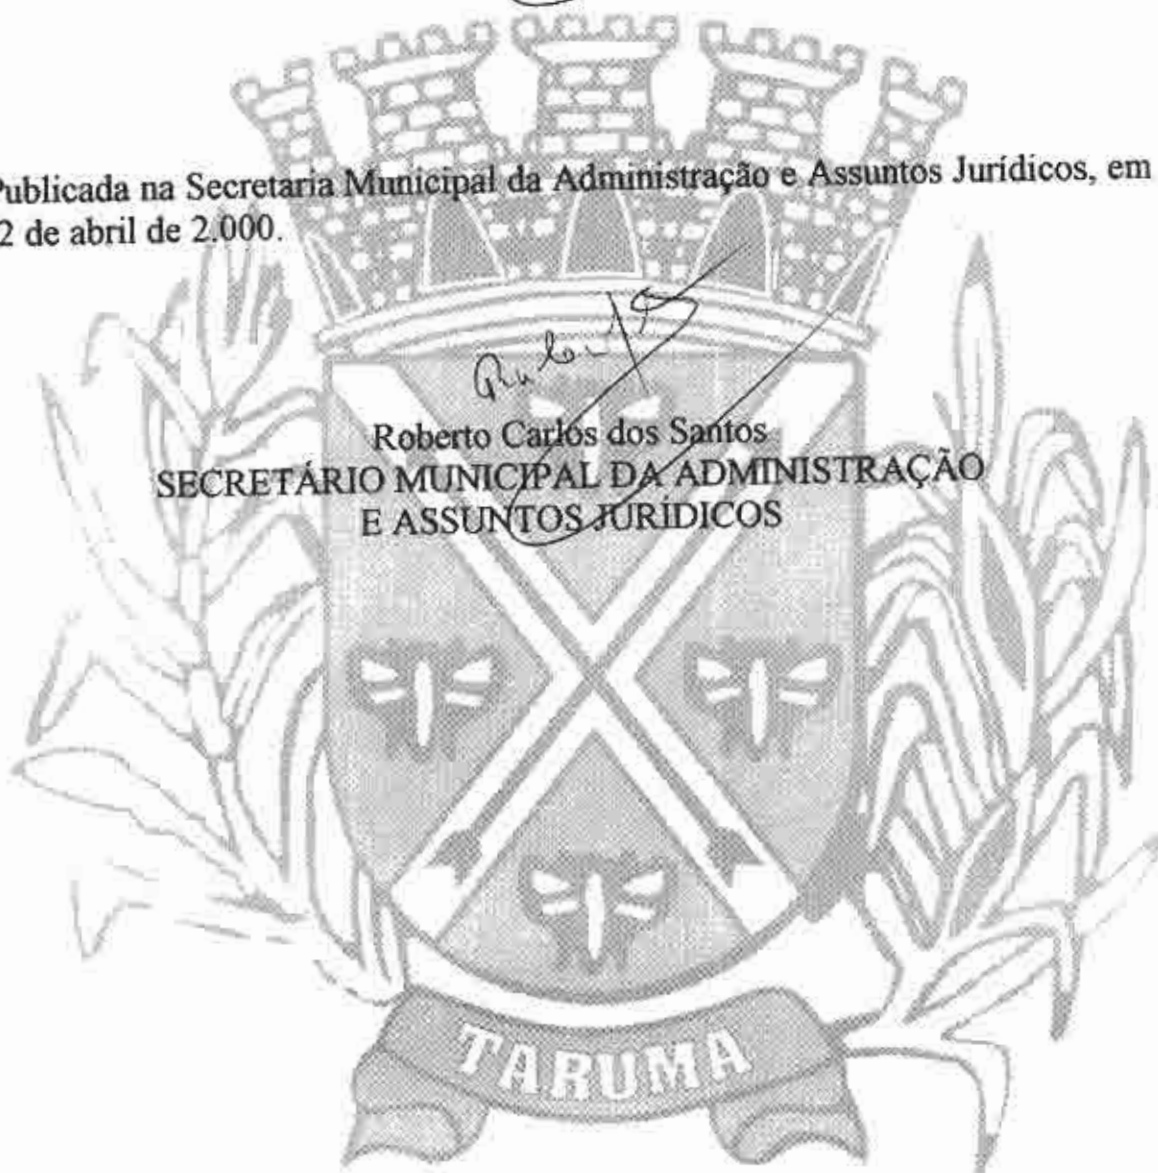 Publicada na Secretaria Municipal da Administração e Assuntos Jurídicos, em
2 de abril de 2.000.
Roberto Carlos dos Santos
SECRETÁRIO MUNICIPAL DA ADMINISTRAÇÃO
E ASSUNTOS JURÍDICOS
TARUMA